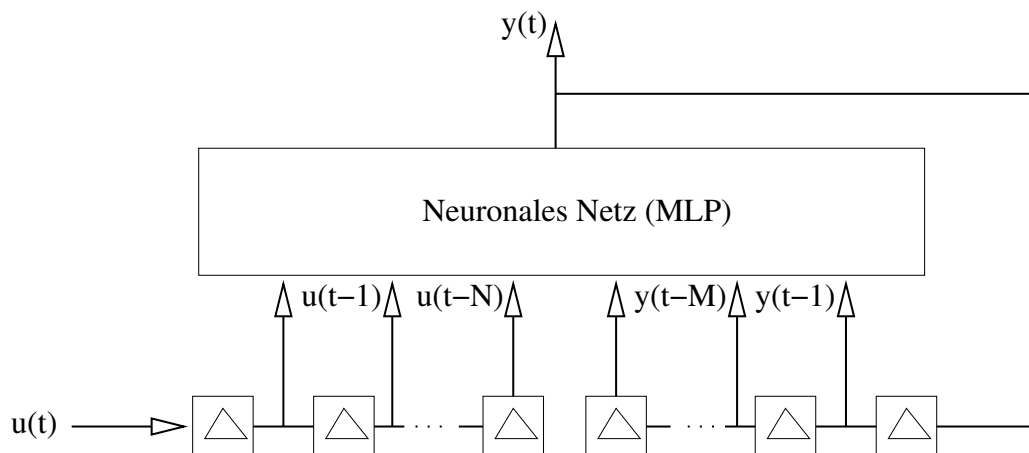 y(t)
Neuronales Netz (MLP)
u(t−1) u(t−N) y(t−M) y(t−1)
u(t) . . . . . . . .